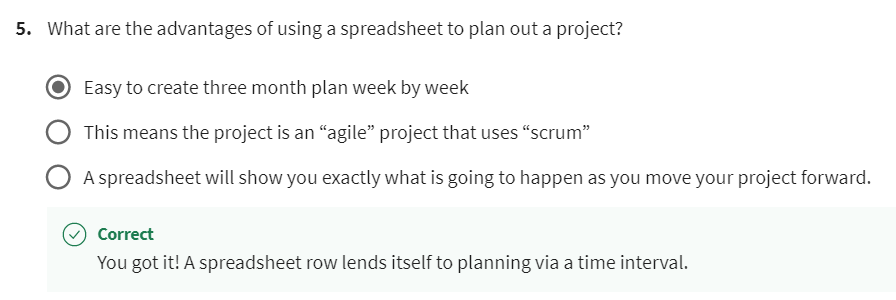 5. What are the advantages of using a spreadsheet to plan out a project?
Easy to create three month plan week by week
This means the project is an “agile” project that uses “scrum”
A spreadsheet will show you exactly what is going to happen as you move your project forward.
Correct
You got it! A spreadsheet row lends itself to planning via a time interval.